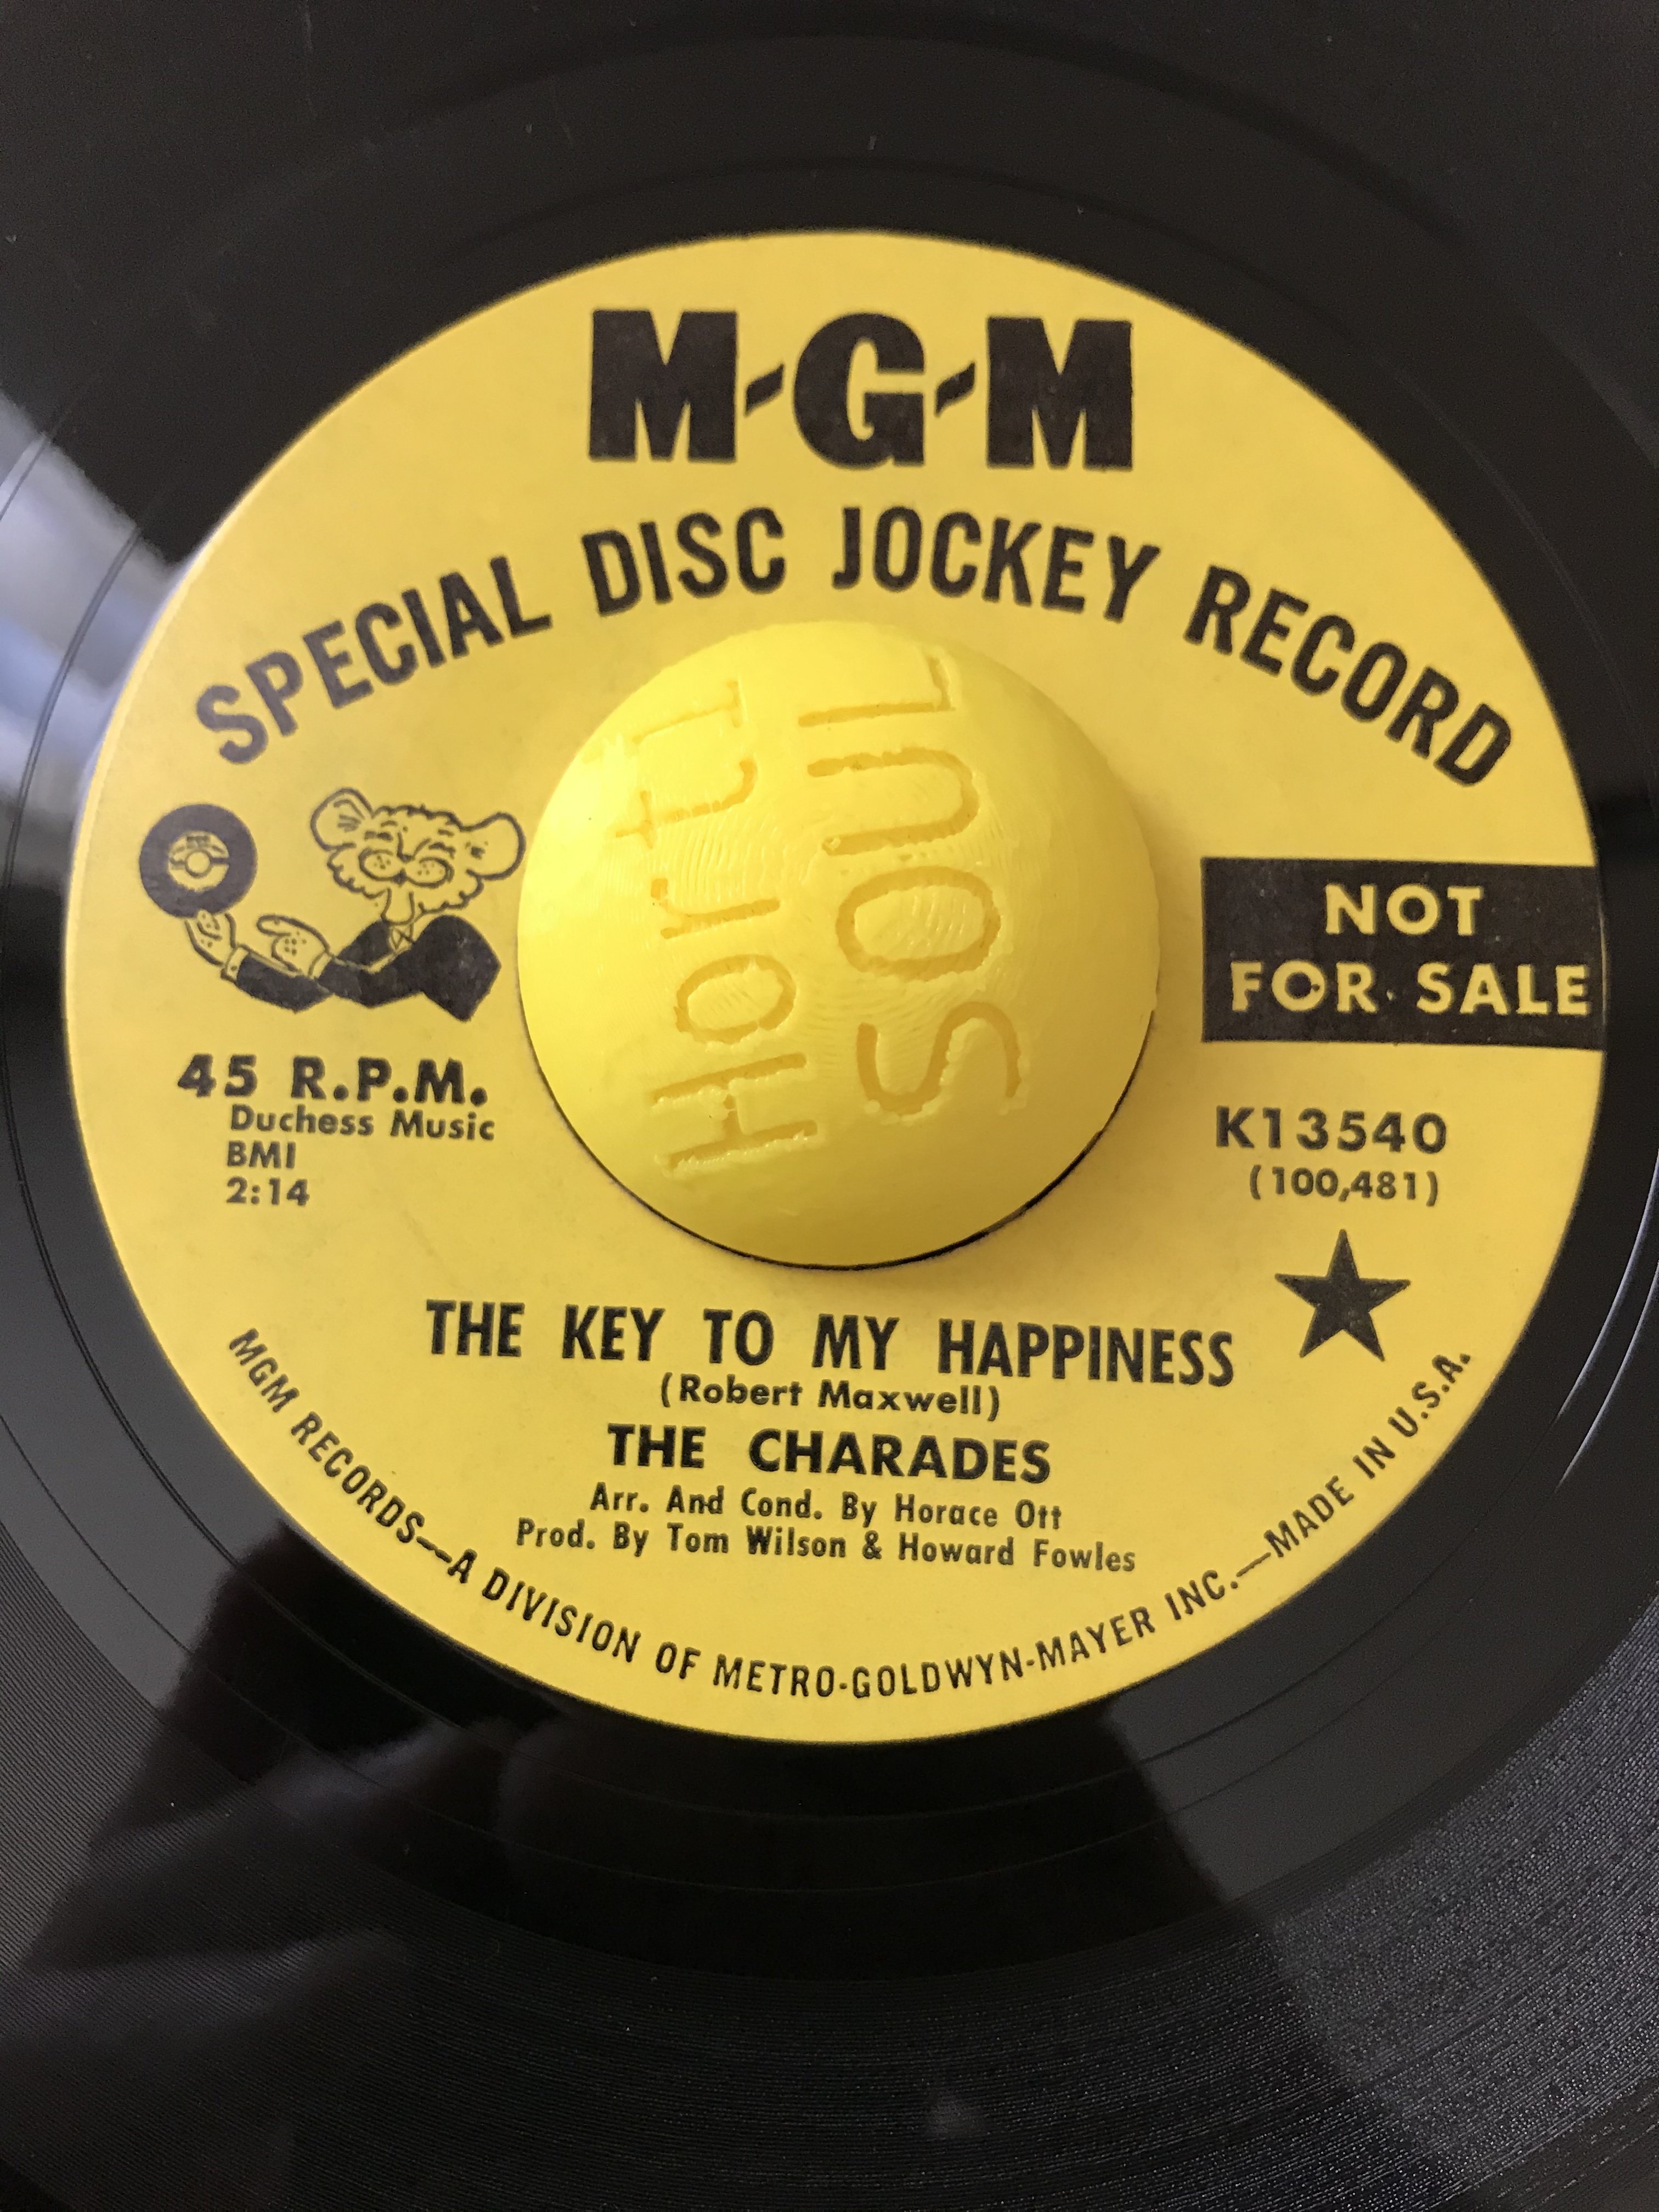 M-G-M
SPECIAL DISC JOCKEY RECORD
Horti
SOUL
NOT
FOR SALE
45 R.P.M.
Duchess Music
BMI
2:14
K13540
(100,481)
THE KEY TO MY HAPPINESS
(Robert Maxwell)
THE CHARADES
Arr. And Cond. By Horace Ott
Prod. By Tom Wilson & Howard Fowles
MGM RECORDS—A DIVISION OF METRO-GOLDWYN-MAYER INC.—MADE IN U.S.A.